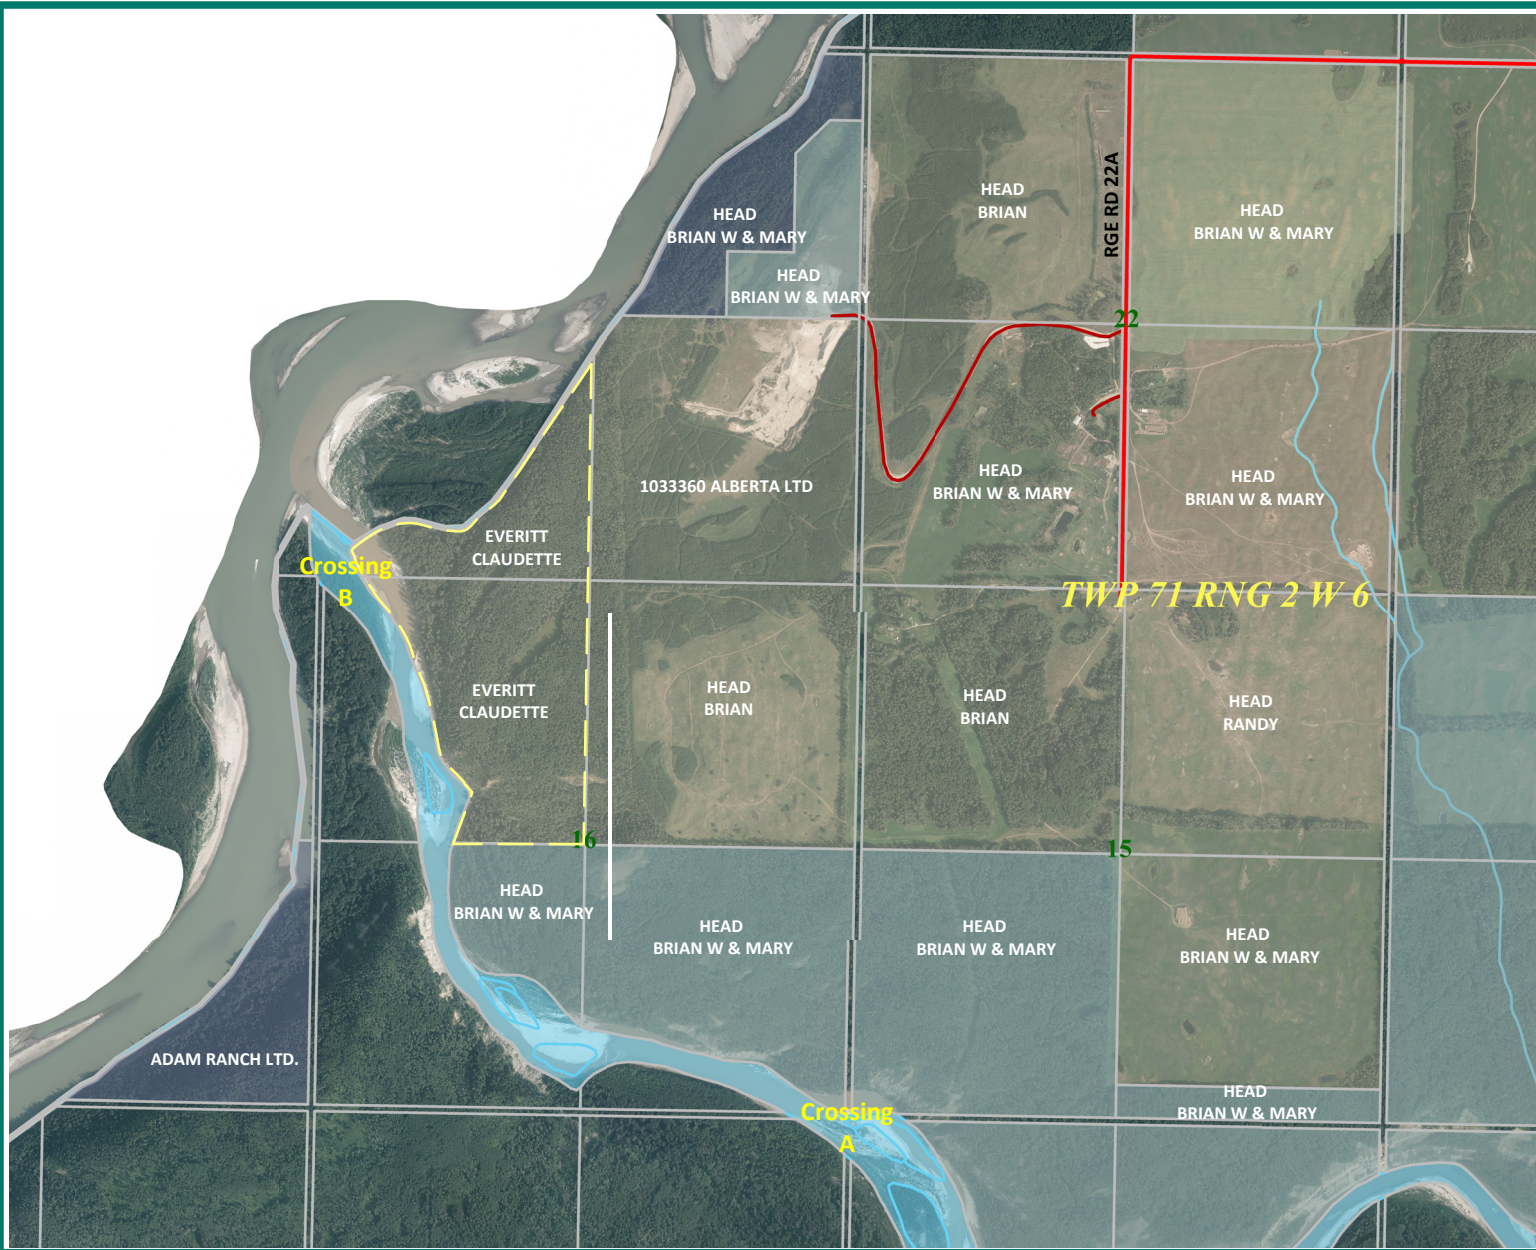 HEAD
BRIAN
RGE RD 22A
HEAD
BRIAN W & MARY
HEAD
BRIAN W & MARY
HEAD
BRIAN W & MARY
22
1033360 ALBERTA LTD
HEAD
BRIAN W & MARY
HEAD
BRIAN W & MARY
EVERITT
CLAUDETTE
Crossing
B
TWP 71 RNG 2 W 6
EVERITT
CLAUDETTE
HEAD
BRIAN
HEAD
BRIAN
HEAD
RANDY
16
15
HEAD
BRIAN W & MARY
HEAD
BRIAN W & MARY
HEAD
BRIAN W & MARY
HEAD
BRIAN W & MARY
ADAM RANCH LTD.
HEAD
BRIAN W & MARY
Crossing
A